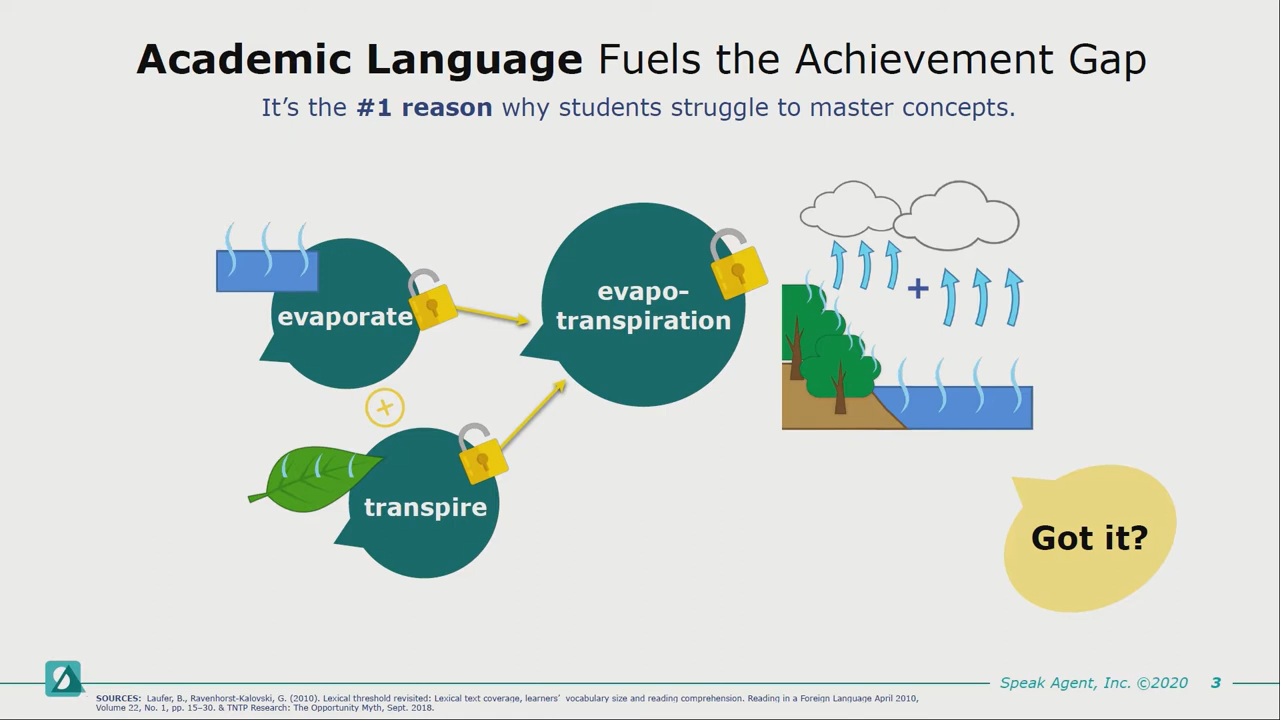 Academic Language Fuels the Achievement Gap
It’s the #1 reason why students struggle to master concepts.
evaporate
transpire
evapo-
transpiration
Got it?
SOURCES: Laufer, B., Ravenhorst-Kalovski, G. (2010). Lexical threshold revisited: Lexical text coverage, learners’ vocabulary size and reading comprehension. Reading in a Foreign Language April 2010,
Volume 22, No. 1, pp. 15–30. & TNTP Research: The Opportunity Myth, Sept. 2018.
Speak Agent, Inc. ©2020 3